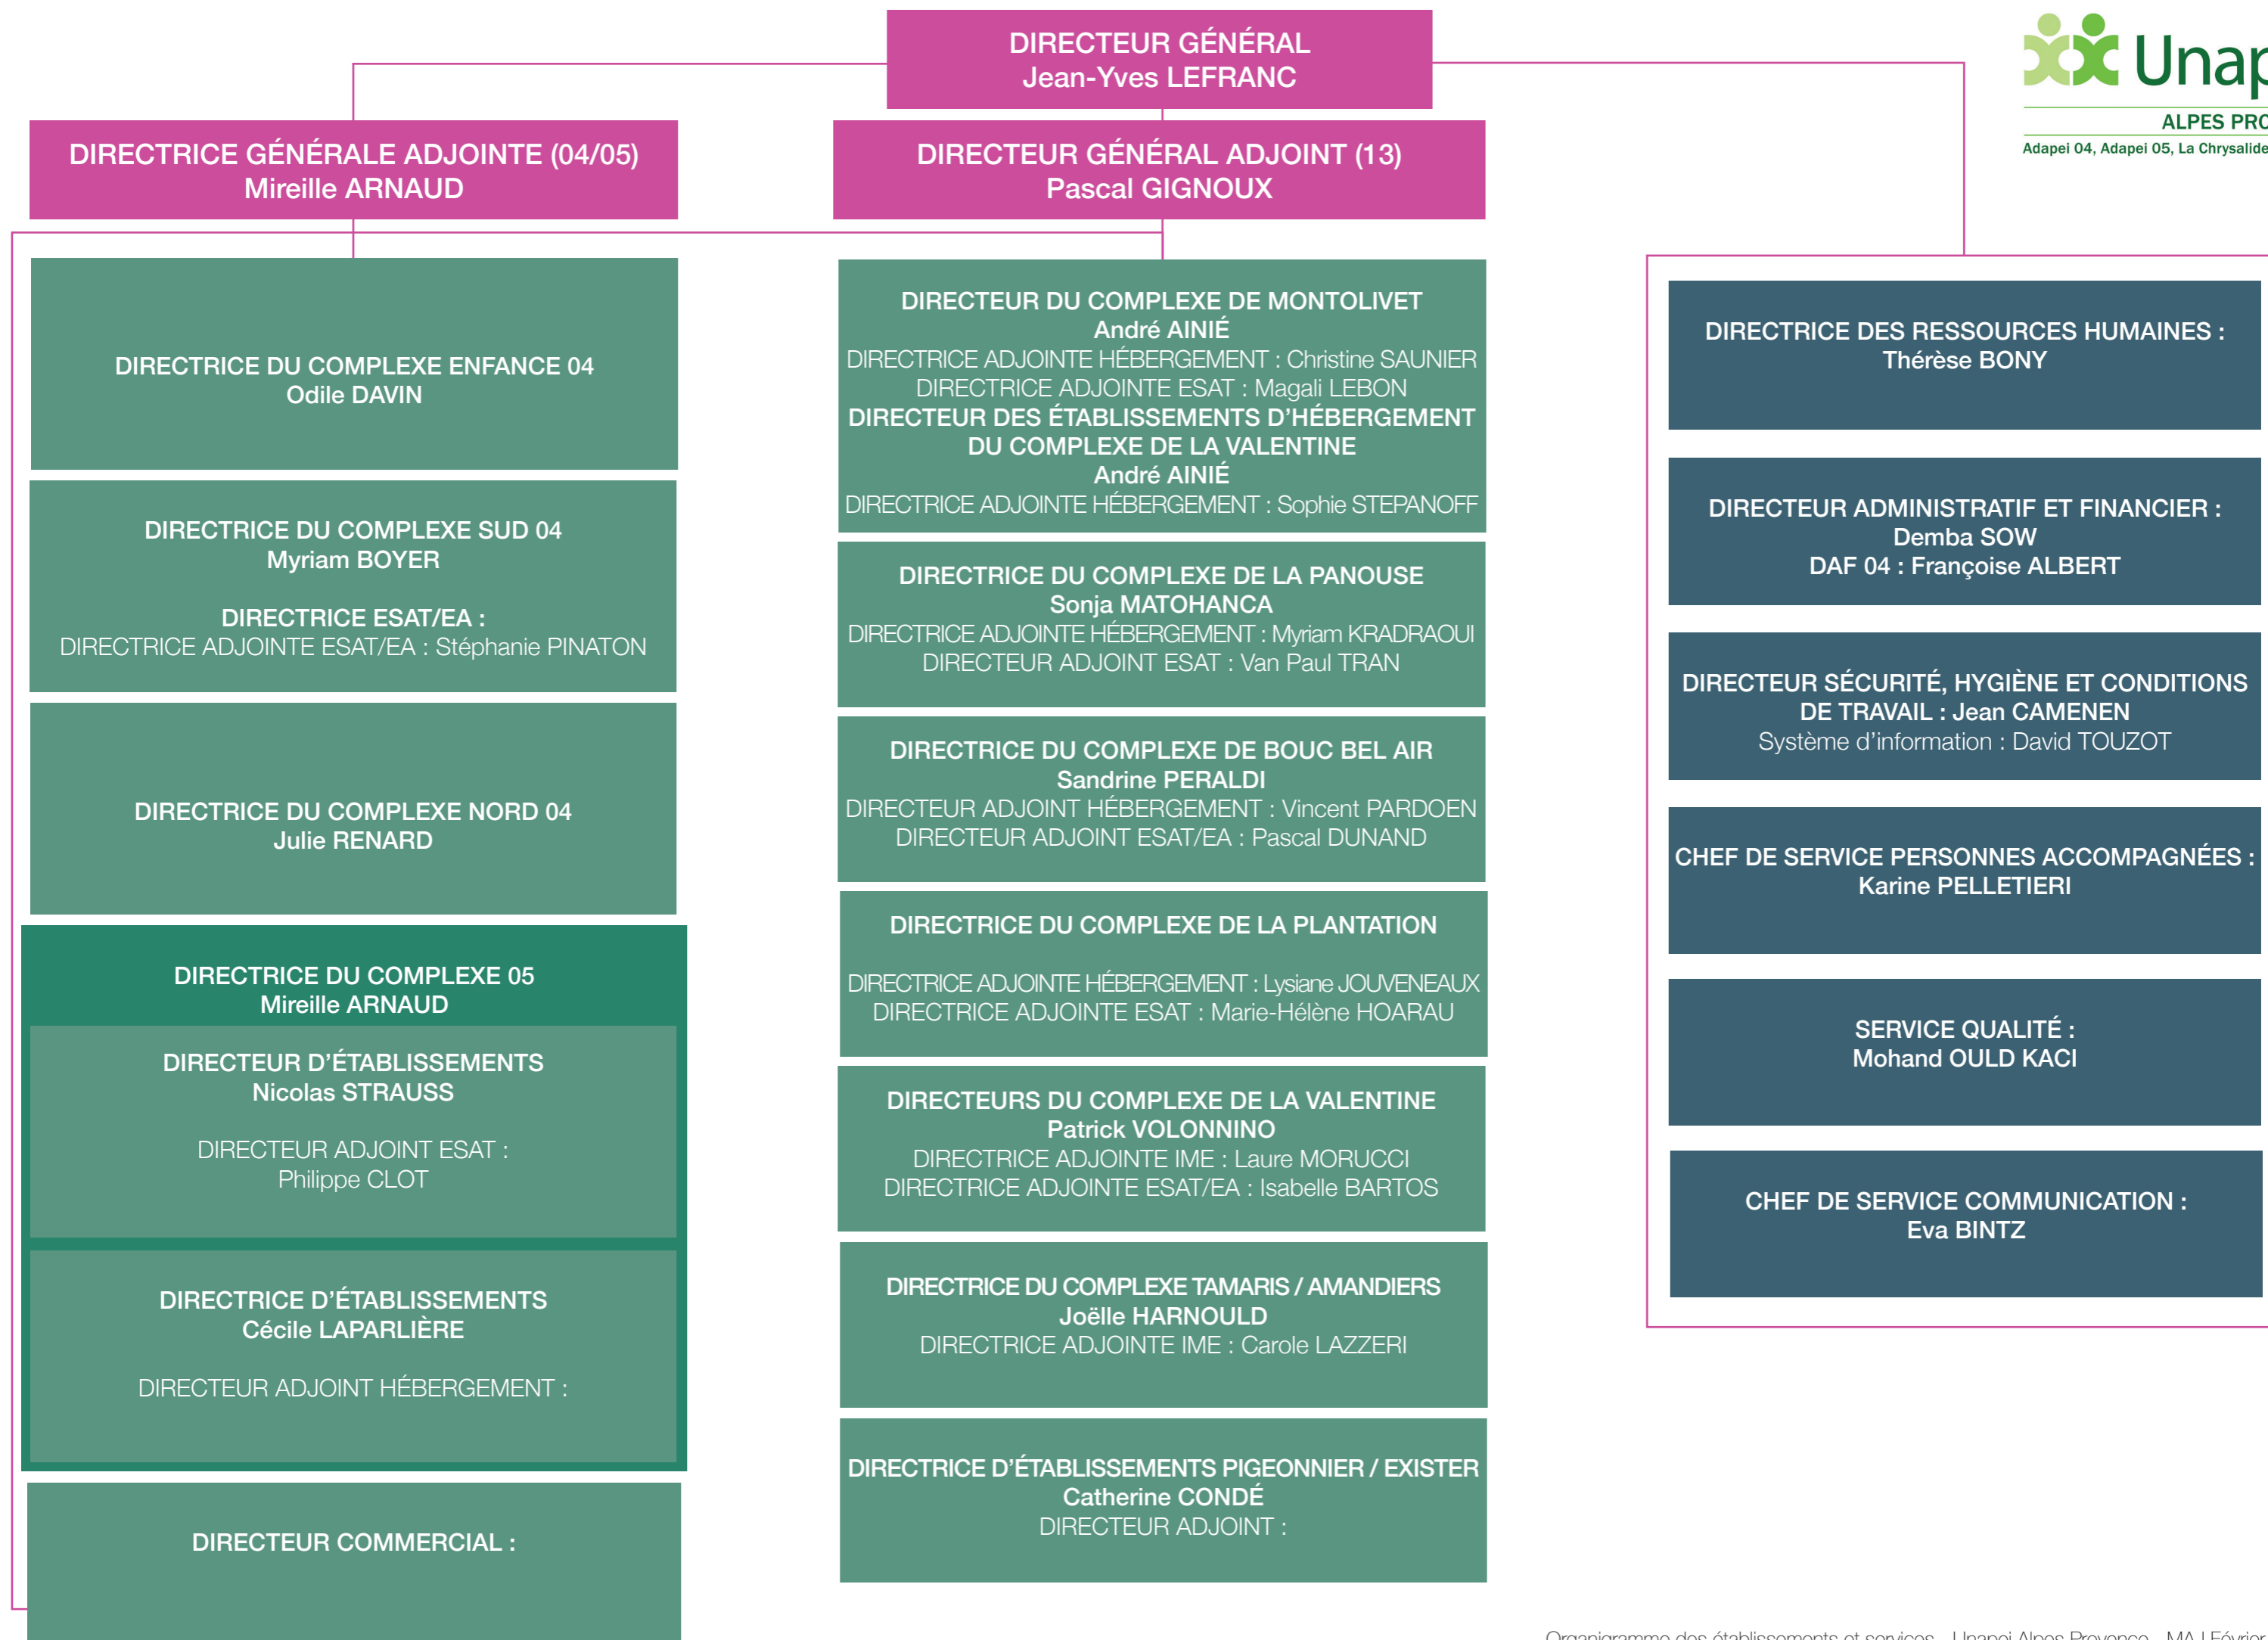 DIRECTEUR GÉNÉRAL
Jean-Yves LEFRANC
ALPES
Adapei 04, Adapei 05, La Chrysalide
DIRECTRICE GÉNÉRALE ADJOINTE (04/05)
Mireille ARNAUD
DIRECTEUR GÉNÉRAL ADJOINT (13)
Pascal GIGNOUX
DIRECTRICE DU COMPLEXE ENFANCE 04
Odile DAVIN
DIRECTRICE DU COMPLEXE SUD 04
Myriam BOYER
DIRECTRICE ESAT/EA :
DIRECTRICE ADJOINTE ESAT/EA : Stéphanie PINATON
DIRECTRICE DU COMPLEXE NORD 04
Julie RENARD
DIRECTRICE DU COMPLEXE 05
Mireille ARNAUD
DIRECTEUR D'ÉTABLISSEMENTS
Nicolas STRAUSS
DIRECTEUR ADJOINT ESAT :
Philippe CLOT
DIRECTRICE D'ÉTABLISSEMENTS
Cécile LAPARLIÈRE
DIRECTEUR ADJOINT HÉBERGEMENT :
DIRECTEUR COMMERCIAL :
DIRECTEUR DU COMPLEXE DE MONTOLIVET
André AINIÉ
DIRECTRICE ADJOINTE HÉBERGEMENT : Christine SAUNIER
DIRECTRICE ADJOINTE ESAT : Magali LEBON
DIRECTEUR DES ÉTABLISSEMENTS D'HÉBERGEMENT
DU COMPLEXE DE LA VALENTINE
André AINIÉ
DIRECTRICE ADJOINTE HÉBERGEMENT : Sophie STEPANOFF
DIRECTRICE DU COMPLEXE DE LA PANOUSE
Sonja MATOHANCA
DIRECTRICE ADJOINTE HÉBERGEMENT : Myriam KRADRAOUI
DIRECTEUR ADJOINT ESAT : Van Paul TRAN
DIRECTRICE DU COMPLEXE DE BOUC BEL AIR
Sandrine PERALDI
DIRECTEUR ADJOINT HÉBERGEMENT : Vincent PARDOEN
DIRECTEUR ADJOINT ESAT/EA : Pascal DUNAND
DIRECTRICE DU COMPLEXE DE LA PLANTATION
DIRECTRICE ADJOINTE HÉBERGEMENT : Lysiane JOUVENEAUX
DIRECTRICE ADJOINTE ESAT : Marie-Hélène HOARAU
DIRECTEURS DU COMPLEXE DE LA VALENTINE
Patrick VOLONNINO
DIRECTRICE ADJOINTE IME : Laure MORUCCI
DIRECTRICE ADJOINTE ESAT/EA : Isabelle BARTOS
DIRECTRICE DU COMPLEXE TAMARIS / AMANDIERS
Joëlle HARNOULD
DIRECTRICE ADJOINTE IME : Carole LAZZERI
DIRECTRICE D'ÉTABLISSEMENTS PIGEONNIER / EXISTER
Catherine CONDÉ
DIRECTEUR ADJOINT :
DIRECTRICE DES RESSOURCES HUMAINES :
Thérèse BONY
DIRECTEUR ADMINISTRATIF ET FINANCIER :
Demba SOW
DAF 04 : Françoise ALBERT
DIRECTEUR SÉCURITÉ, HYGIÈNE ET CONDITIONS
DE TRAVAIL : Jean CAMENEN
Système d'information : David TOUZOT
CHEF DE SERVICE PERSONNES ACCOMPAGNÉES :
Karine PELLETIERI
SERVICE QUALITÉ :
Mohand OULD KACI
CHEF DE SERVICE COMMUNICATION :
Eva BINTZ
Organigramme des établissements et services - Unapei Alpes Provence - MAJ Février